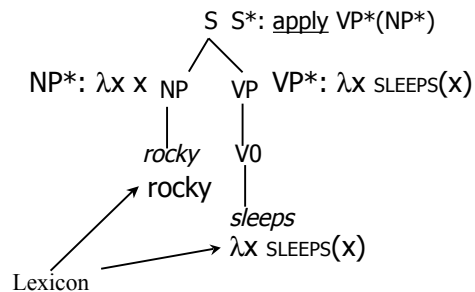 S S*: apply VP*(NP*)
NP*: λx x NP VP VP*: λx SLEEPS(x)
rocky V0
rocky
sleeps
λx SLEEPS(x)
Lexicon